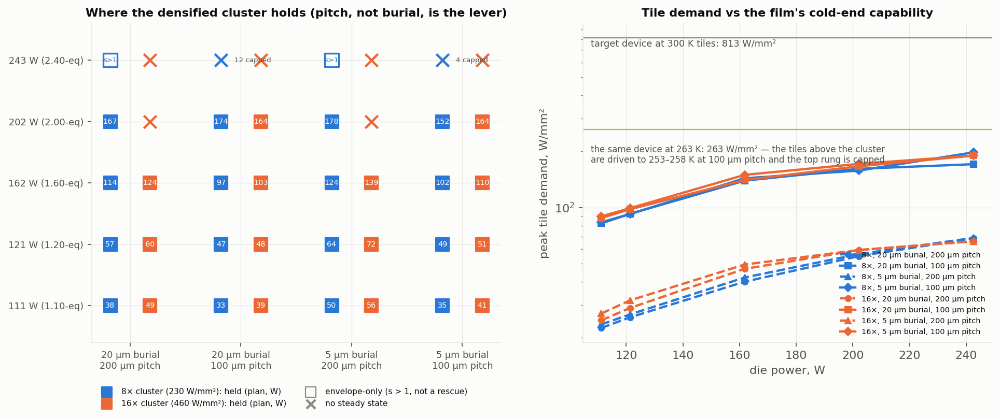 Where the densified cluster holds (pitch, not burial, is the lever)
243 W (2.40-eq)
s>1
12 capped
s>1
4 capped
202 W (2.00-eq)
167
174
164
178
152
164
162 W (1.60-eq)
114
124
97
103
124
139
102
110
121 W (1.20-eq)
57
60
47
48
64
72
49
51
111 W (1.10-eq)
38
49
33
39
50
56
35
41
20 µm burial
200 µm pitch
20 µm burial
100 µm pitch
5 µm burial
200 µm pitch
5 µm burial
100 µm pitch
8× cluster (230 W/mm²): held (plan, W)
16× cluster (460 W/mm²): held (plan, W)
envelope-only (s > 1, not a rescue)
no steady state
Tile demand vs the film's cold-end capability
target device at 300 K tiles: 813 W/mm²
the same device at 263 K: 263 W/mm² — the tiles above the cluster
are driven to 253–258 K at 100 µm pitch and the top rung is capped
peak tile demand, W/mm²
10²
8×, 20 µm burial, 200 µm pitch
8×, 20 µm burial, 100 µm pitch
8×, 5 µm burial, 200 µm pitch
8×, 5 µm burial, 100 µm pitch
16×, 20 µm burial, 200 µm pitch
16×, 20 µm burial, 100 µm pitch
16×, 5 µm burial, 200 µm pitch
16×, 5 µm burial, 100 µm pitch
120
140
160
180
200
220
240
die power, W